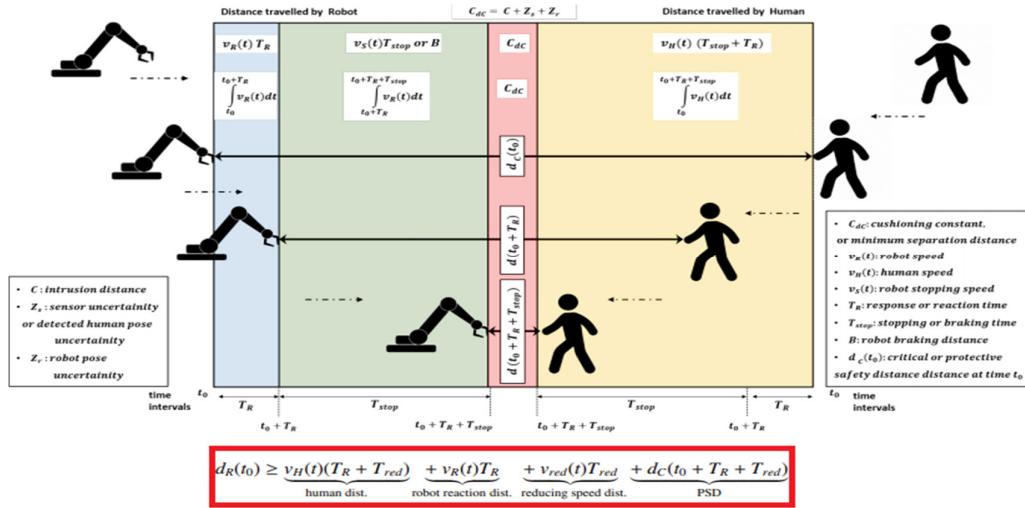 Distance travelled by Robot
C_dC = C + Z_s + Z_r
Distance travelled by Human
v_R(t) T_R
v_S(t)T_stop or B
C_dC
v_H(t) (T_stop + T_R)
∫_{t_0}^{t_0+T_R} v_R(t)dt
∫_{t_0+T_R}^{t_0+T_R+T_stop} v_R(t)dt
C_dC
∫_{t_0}^{t_0+T_R+T_stop} v_H(t)dt
d_C(t_0)
d(t_0 + T_R)
d(t_0 + T_R + T_stop)
• C: intrusion distance
• Z_s: sensor uncertainity
or detected human pose
uncertainity
• Z_r: robot pose
uncertainity
• C_dC: cushioning constant,
or minimum separation distance
• v_R(t): robot speed
• v_H(t): human speed
• v_S(t): robot stopping speed
• T_R: response or reaction time
• T_stop: stopping or braking time
• B: robot braking distance
• d_C(t_0): critical or protective
safety distance distance at time t_0
time
intervals
t_0
T_R
T_stop
T_stop
T_R
t_0
time
intervals
t_0 + T_R
t_0 + T_R + T_stop
t_0 + T_R + T_stop
t_0 + T_R
d_R(t_0) ≥ v_H(t)(T_R + T_red) + v_R(t)T_R + v_red(t)T_red + d_C(t_0 + T_R + T_red)
human dist. robot reaction dist. reducing speed dist. PSD